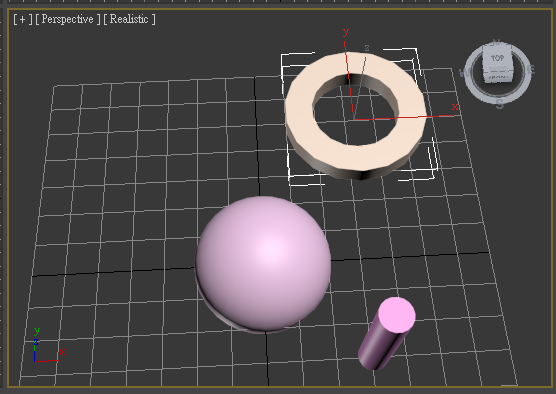 [ + ] [ Perspective ] [ Realistic ]
y
z
x
TOP
S
y
z
x